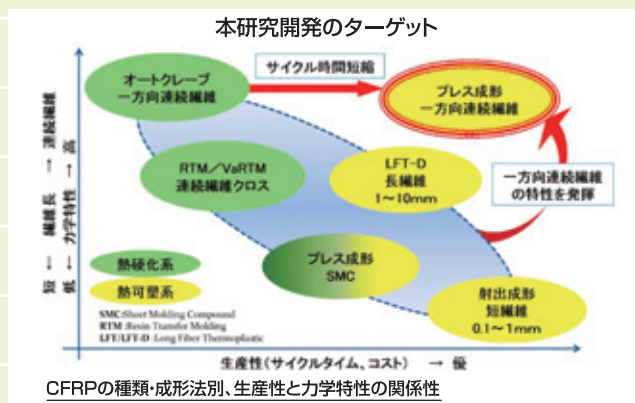 本研究開発のターゲット
オートクレーブ
一方向連続繊維
サイクル時間短縮
プレス成形
一方向連続繊維
RTM/VaRTM
連続繊維クロス
LFT-D
長繊維
1~10mm
一方向連続繊維
の特性を発揮
プレス成形
SMC
射出成形
短繊維
0.1~1mm
熱硬化系
熱可塑系
SMC:Sheet Molding Compound
RTM :Resin Transfer Molding
LFT/LFT-D :Long Fiber Thermoplastic
短 ← 繊維長 → 連続繊維
低 ← 力学特性 → 高
生産性(サイクルタイム、コスト) → 優
CFRPの種類・成形法別、生産性と力学特性の関係性